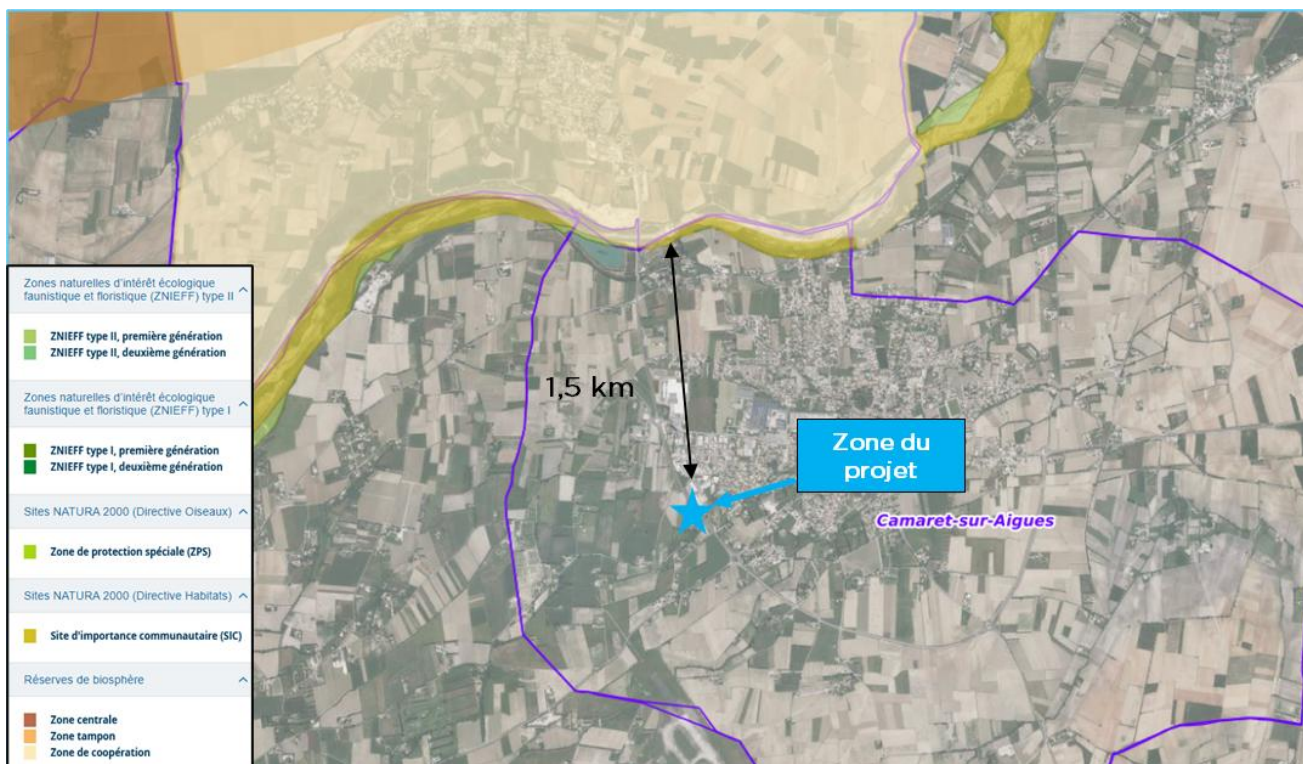 Zones naturelles d'intérêt écologique
faunistique et floristique (ZNIEFF) type II
ZNIEFF type II, première génération
ZNIEFF type II, deuxième génération
Zones naturelles d'intérêt écologique
faunistique et floristique (ZNIEFF) type I
ZNIEFF type I, première génération
ZNIEFF type I, deuxième génération
Sites NATURA 2000 (Directive Oiseaux)
Zone de protection spéciale (ZPS)
Sites NATURA 2000 (Directive Habitats)
Site d'importance communautaire (SIC)
Réserves de biosphère
Zone centrale
Zone tampon
Zone de coopération
1,5 km
Zone du
projet
Camaret-sur-Aigues